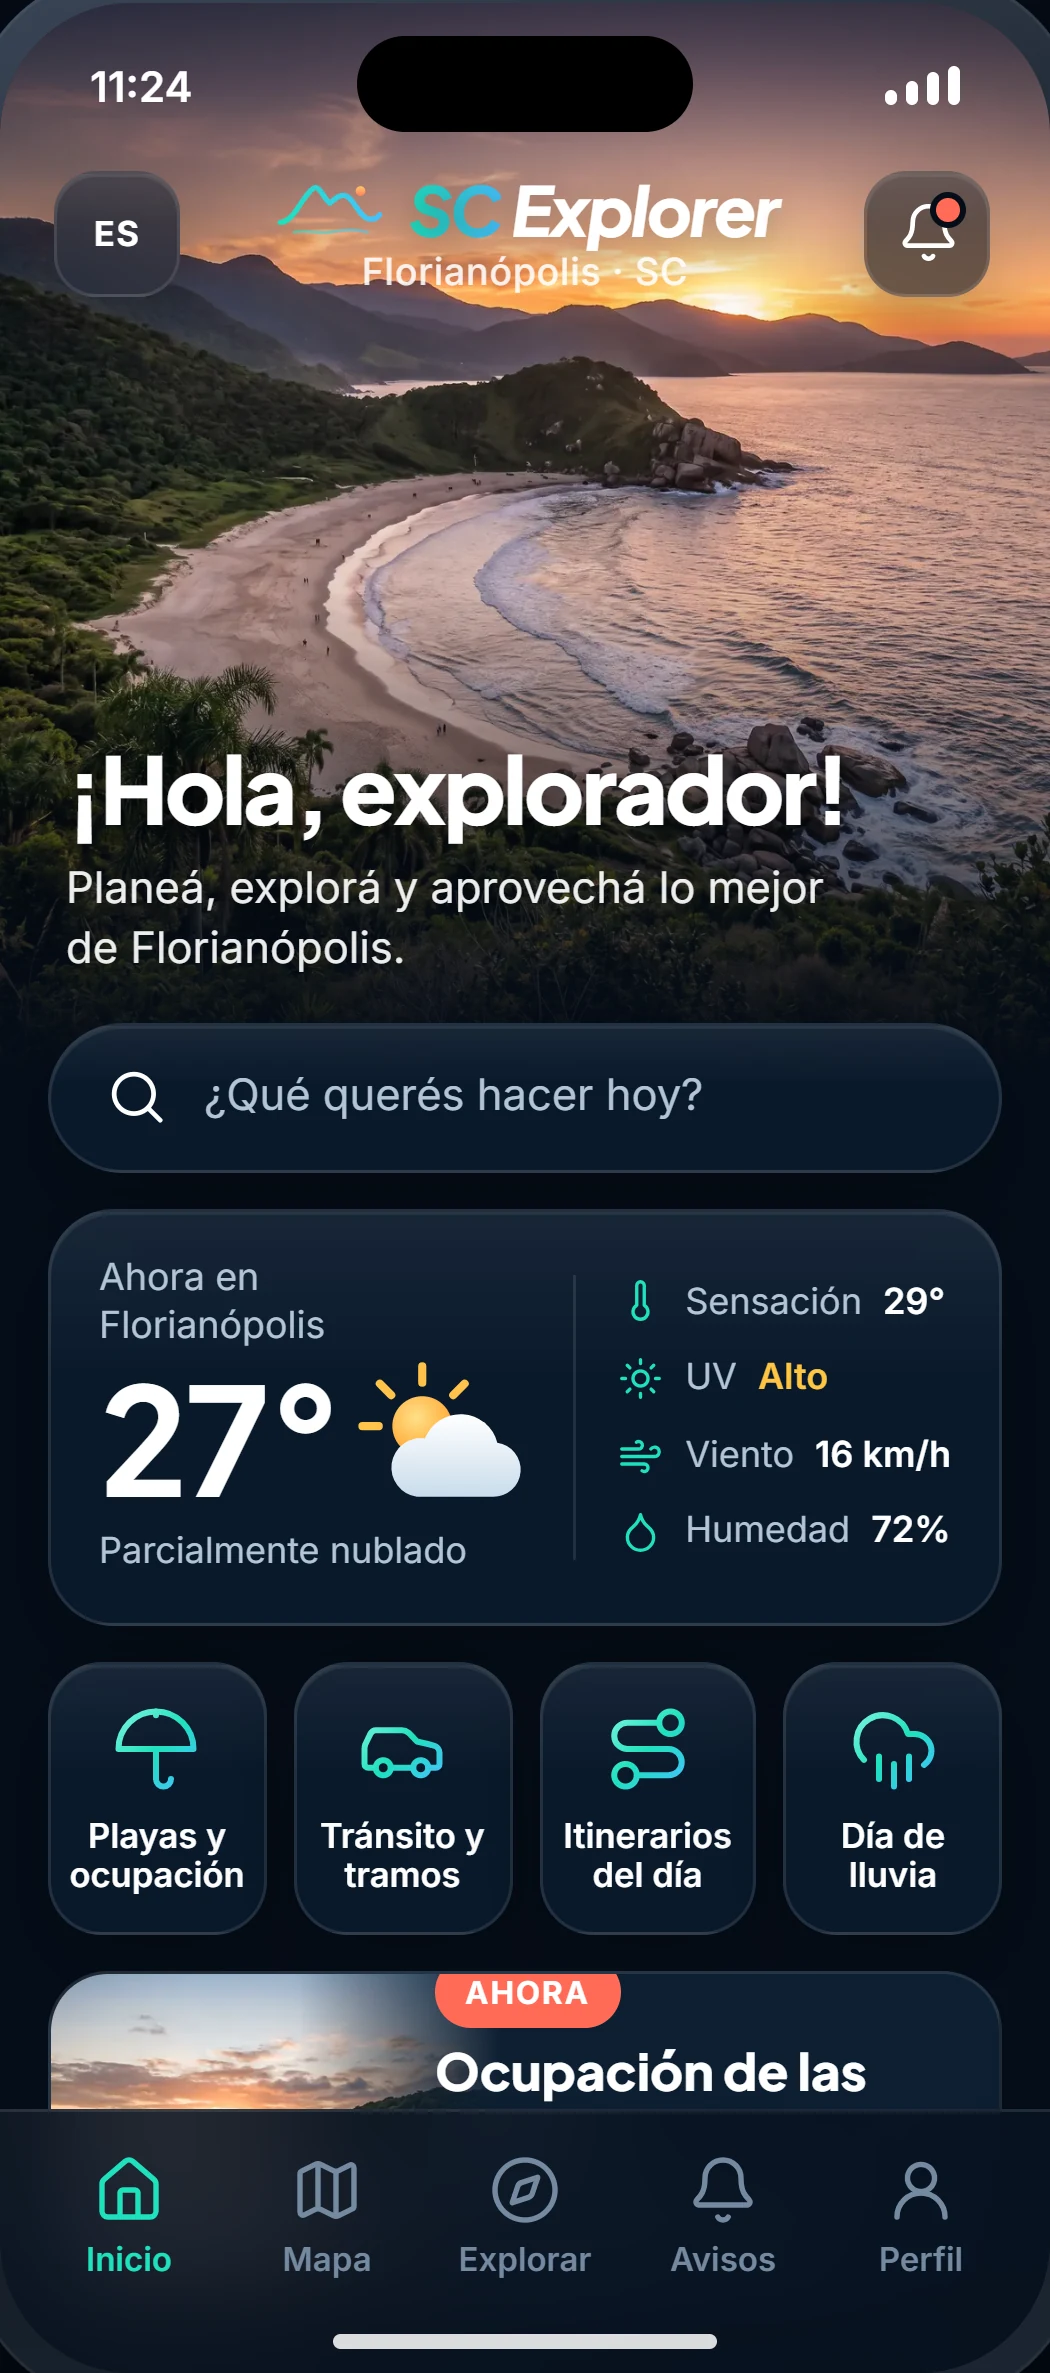 11:24
ES
SC Explorer
Florianópolis · SC
¡Hola, explorador!
Planeá, explorá y aprovechá lo mejor
de Florianópolis.
¿Qué querés hacer hoy?
Ahora en
Florianópolis
27°
Parcialmente nublado
Sensación 29°
UV Alto
Viento 16 km/h
Humedad 72%
Playas y
ocupación
Tránsito y
tramos
Itinerarios
del día
Día de
lluvia
AHORA
Ocupación de las
Inicio
Mapa
Explorar
Avisos
Perfil